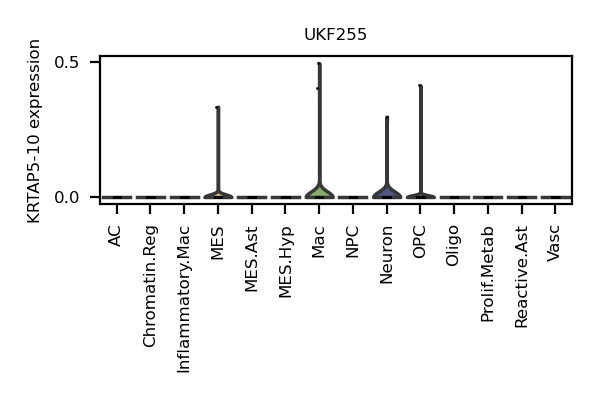 UKF255
KRTAP5-10 expression
0.5
0.0
AC
Chromatin.Reg
Inflammatory.Mac
MES
MES.Ast
MES.Hyp
Mac
NPC
Neuron
OPC
Oligo
Prolif.Metab
Reactive.Ast
Vasc